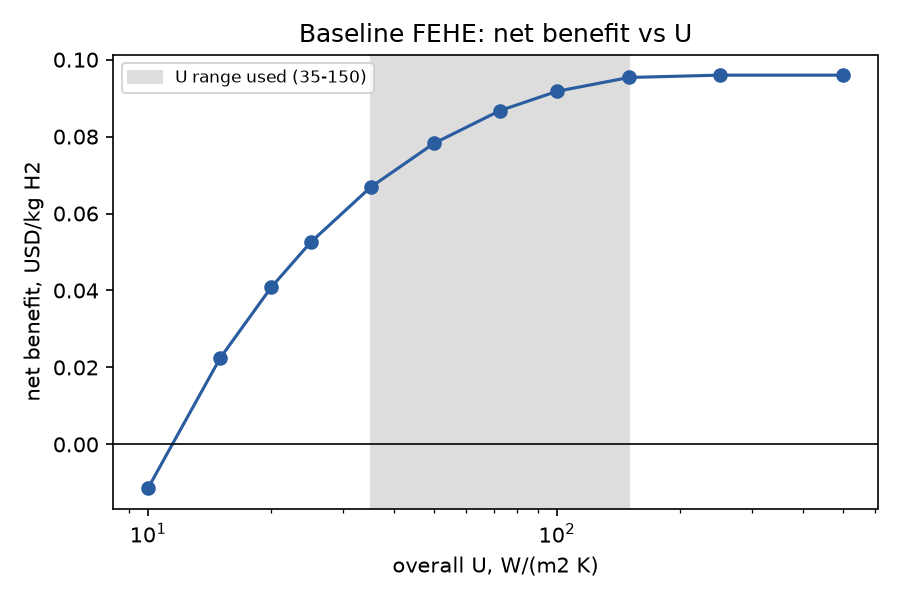 Baseline FEHE: net benefit vs U
U range used (35-150)
net benefit, USD/kg H2
0.10
0.08
0.06
0.04
0.02
0.00
10¹
10²
overall U, W/(m2 K)